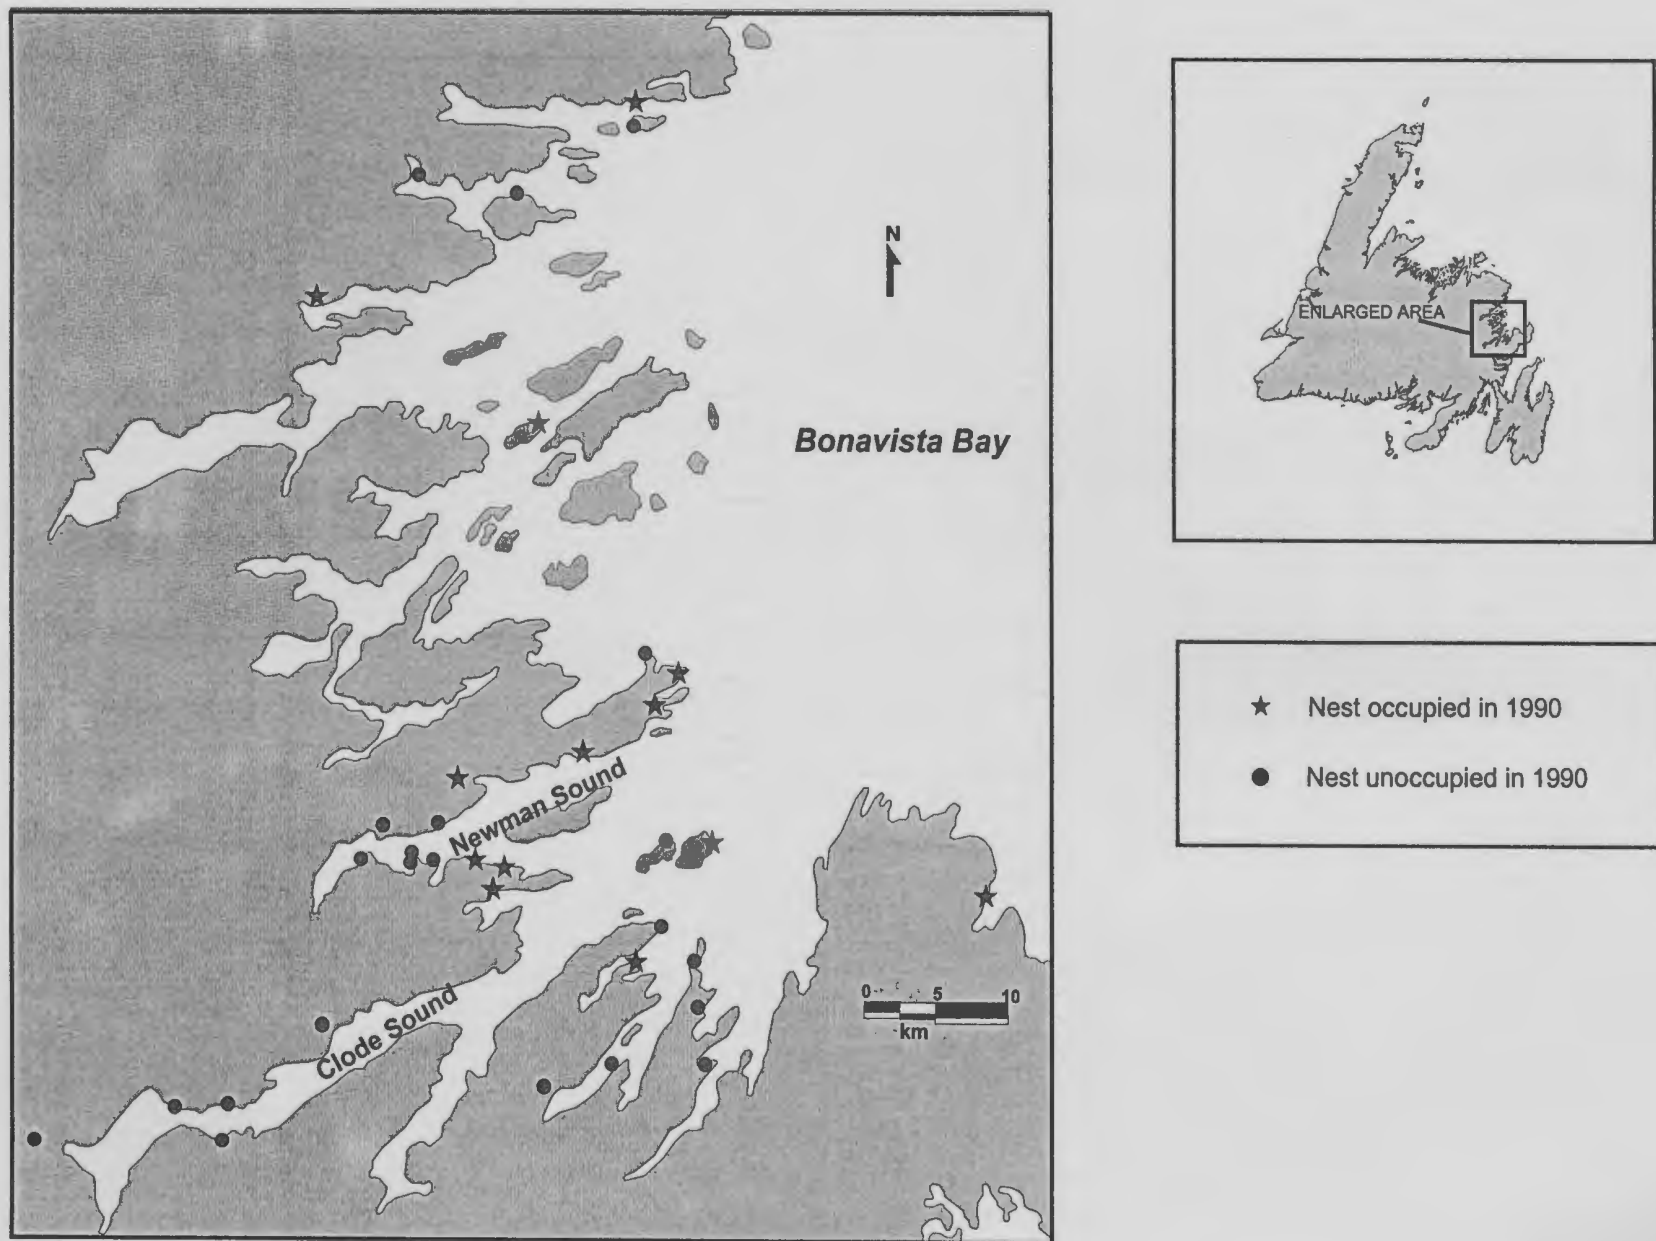 N
ENLARGED AREA
Bonavista Bay
Nest occupied in 1990
Nest unoccupied in 1990
Newman Sound
0 5 10
km
Clode Sound